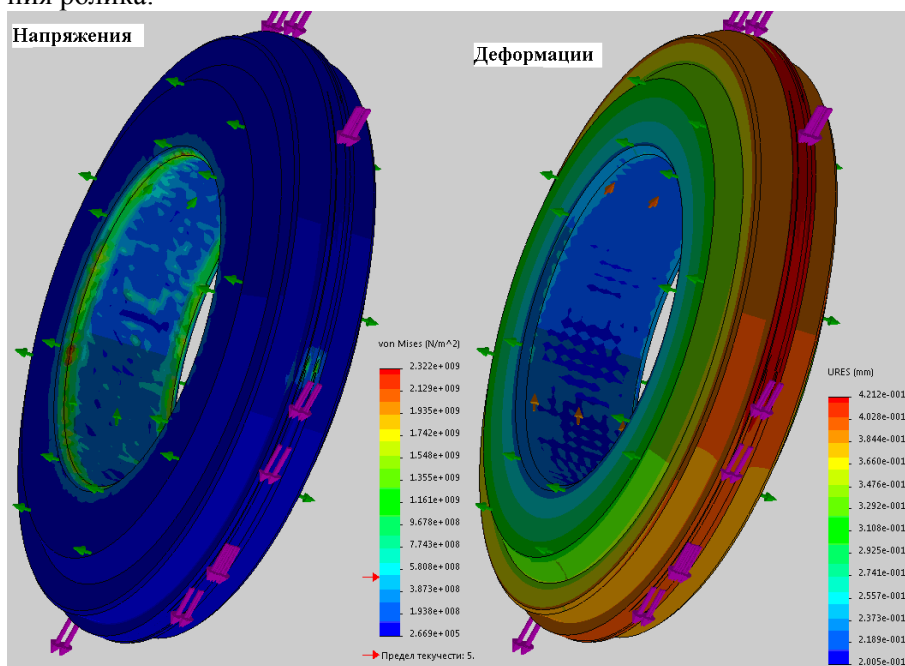 ния ролика.
Напряжения
Деформации
von Mises (N/m^2)
2.322e+009
2.129e+009
1.935e+009
1.742e+009
1.548e+009
1.355e+009
1.161e+009
9.678e+008
7.743e+008
5.808e+008
3.873e+008
1.938e+008
2.669e+005
Предел текучести: 5.
URES (mm)
4.212e-001
4.028e-001
3.844e-001
3.660e-001
3.476e-001
3.292e-001
3.108e-001
2.925e-001
2.741e-001
2.557e-001
2.373e-001
2.189e-001
2.005e-001